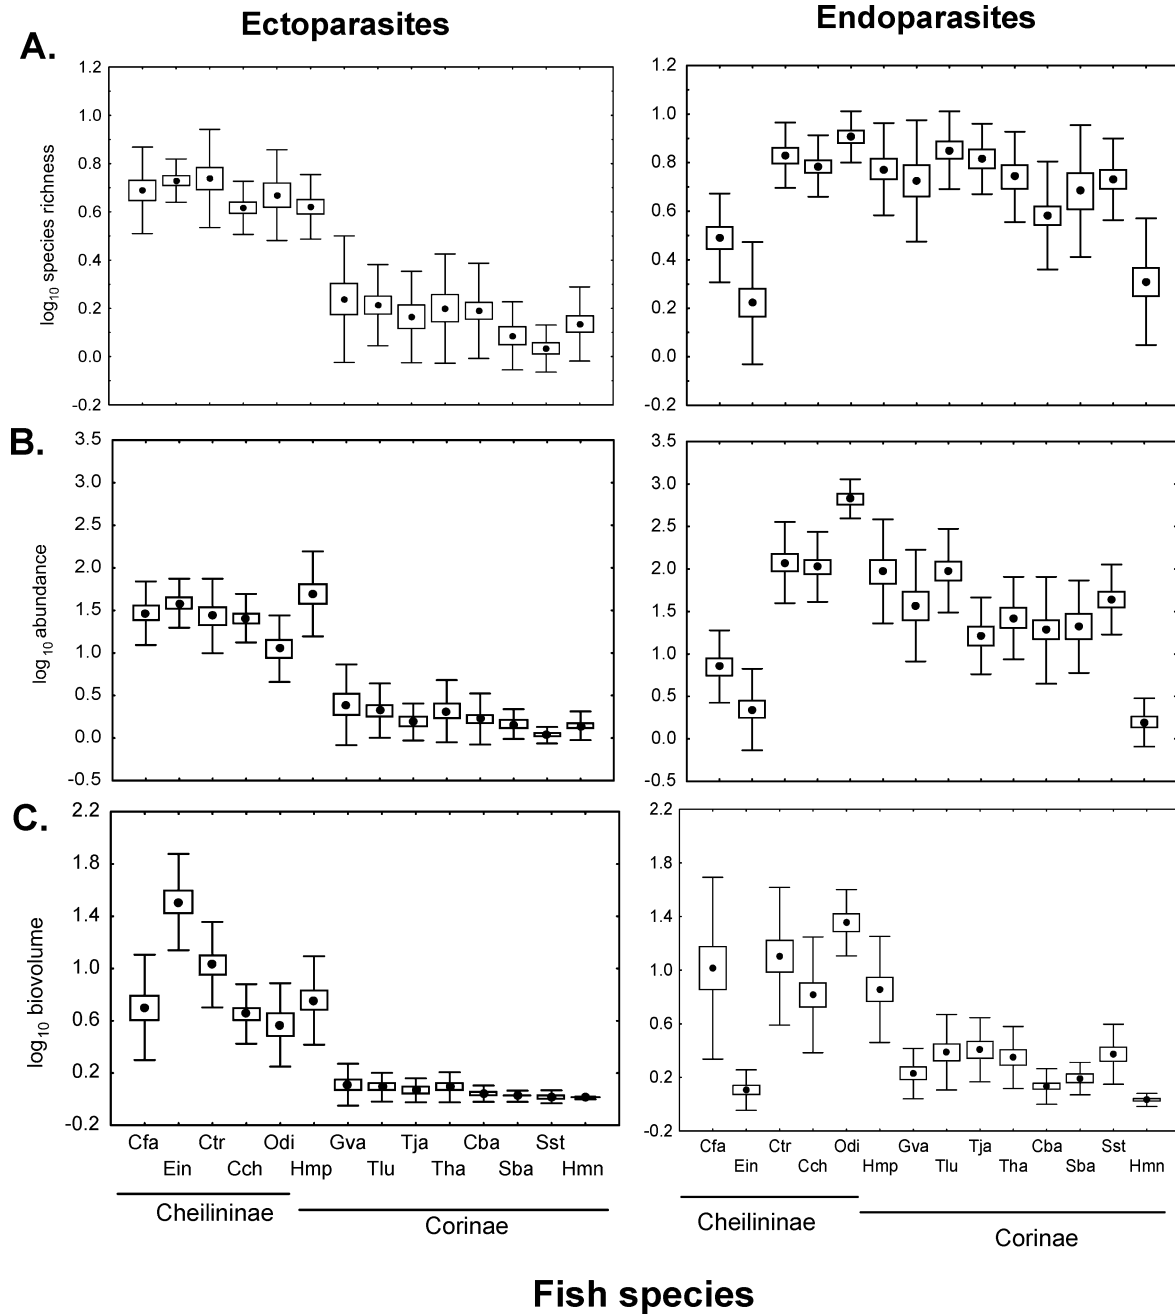 Ectoparasites
Endoparasites
A.
1.2
1.0
0.8
0.6
0.4
0.2
0.0
-0.2
log10 species richness
1.2
1.0
0.8
0.6
0.4
0.2
0.0
-0.2
B.
3.5
3.0
2.5
2.0
1.5
1.0
0.5
0.0
-0.5
log10 abundance
3.5
3.0
2.5
2.0
1.5
1.0
0.5
0.0
-0.5
C.
2.2
1.8
1.4
1.0
0.6
0.2
-0.2
log10 biovolume
2.2
1.8
1.4
1.0
0.6
0.2
-0.2
Cfa Ctr Odi Gva Tja Cba Sst
Ein Cch Hmp Tlu Tha Sba Hmn
Cheilininae
Corinae
Cfa Ctr Odi Gva Tja Cba Sst
Ein Cch Hmp Tlu Tha Sba Hmn
Cheilininae
Corinae
Fish species